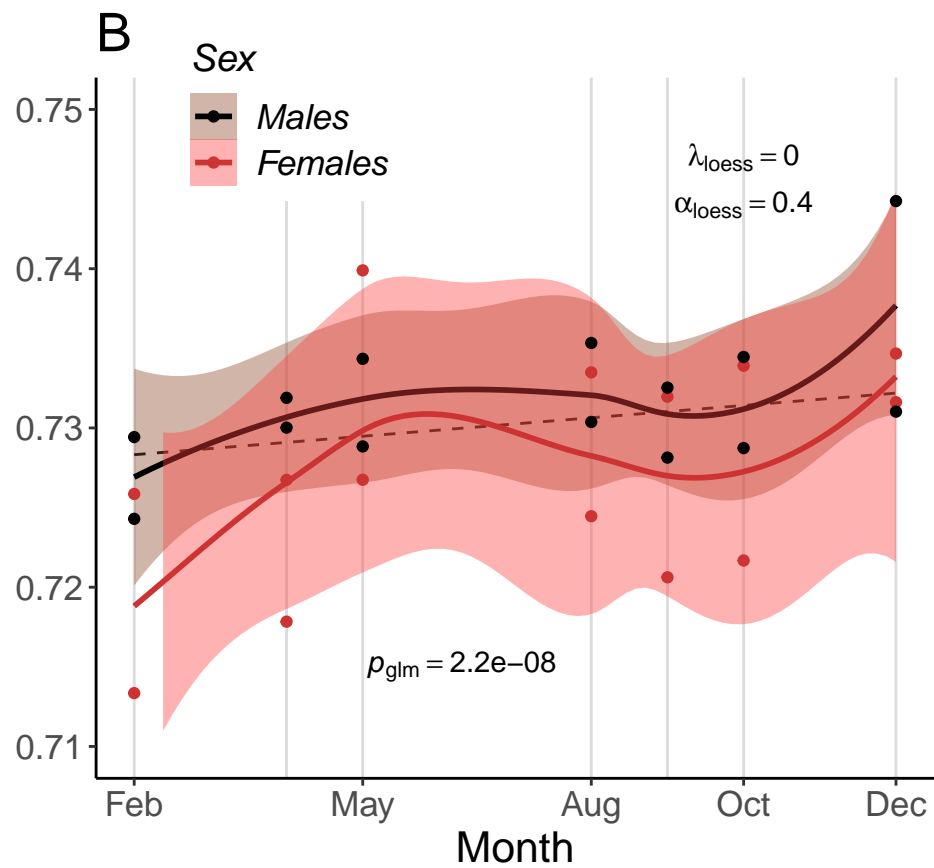 B
Sex
Males
Females
0.75
0.74
0.73
0.72
0.71
λloess = 0
αloess = 0.4
pglm = 2.2e−08
Feb May Aug Oct Dec
Month